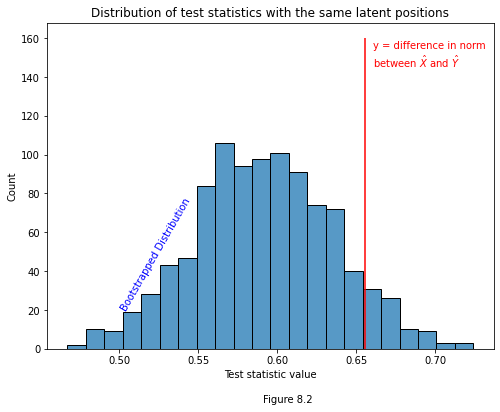 Distribution of test statistics with the same latent positions
160
140
120
100
80
60
40
20
0
Count
y = difference in norm
between X̂ and Ŷ
Bootstrapped Distribution
0.50 0.55 0.60 0.65 0.70
Test statistic value
Figure 8.2